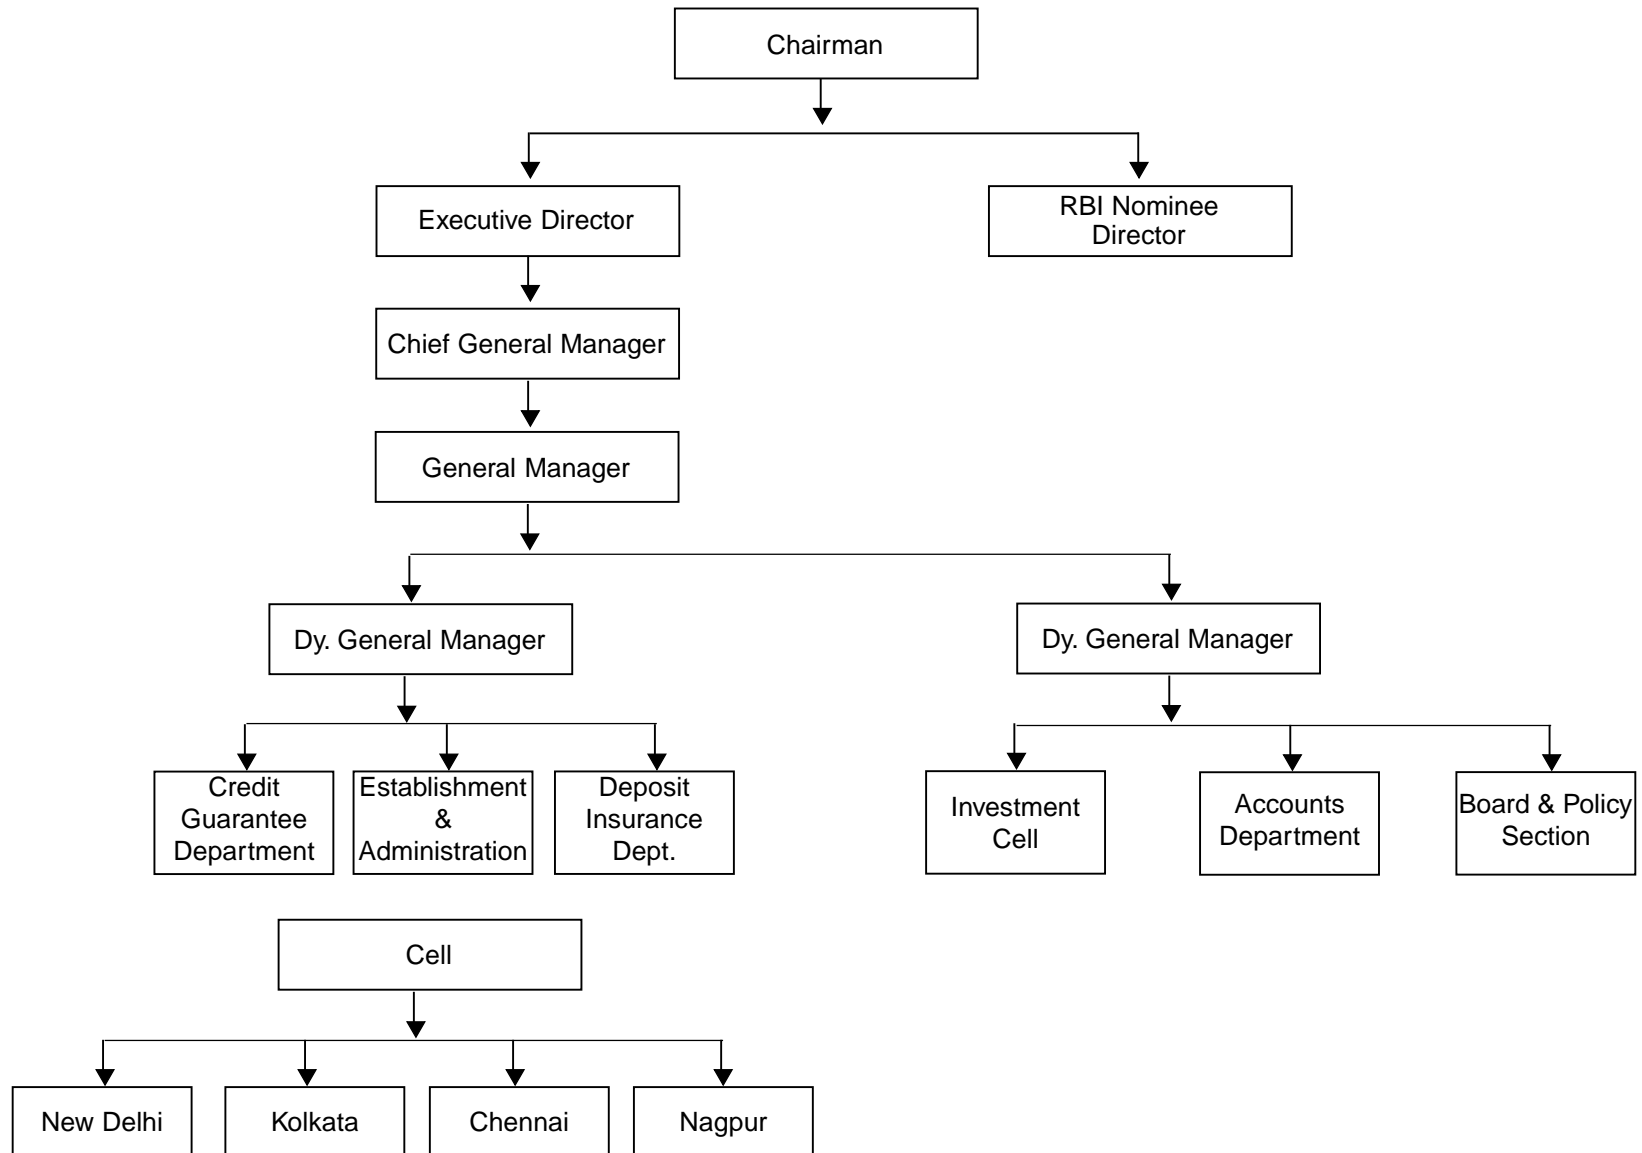 Chairman
Executive Director
RBI Nominee
Director
Chief General Manager
General Manager
Dy. General Manager
Dy. General Manager
Credit
Guarantee
Department
Establishment
&
Administration
Deposit
Insurance
Dept.
Investment
Cell
Accounts
Department
Board & Policy
Section
Cell
New Delhi
Kolkata
Chennai
Nagpur